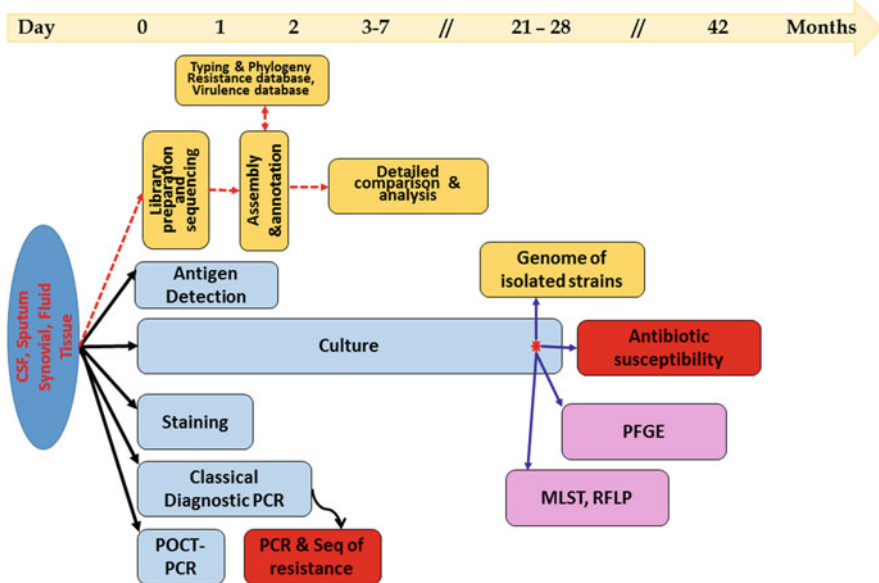 Day 0 1 2 3-7 // 21 – 28 // 42 Months
Typing & Phylogeny
Resistance database,
Virulence database
Library
preparation
and
sequencing
Assembly
&annotation
Detailed
comparison &
analysis
CSF, Sputum
Synovial, Fluid
Tissue
Antigen
Detection
Genome of
isolated strains
Culture
Antibiotic
susceptibility
Staining
PFGE
Classical
Diagnostic PCR
MLST, RFLP
POCT-
PCR
PCR & Seq of
resistance